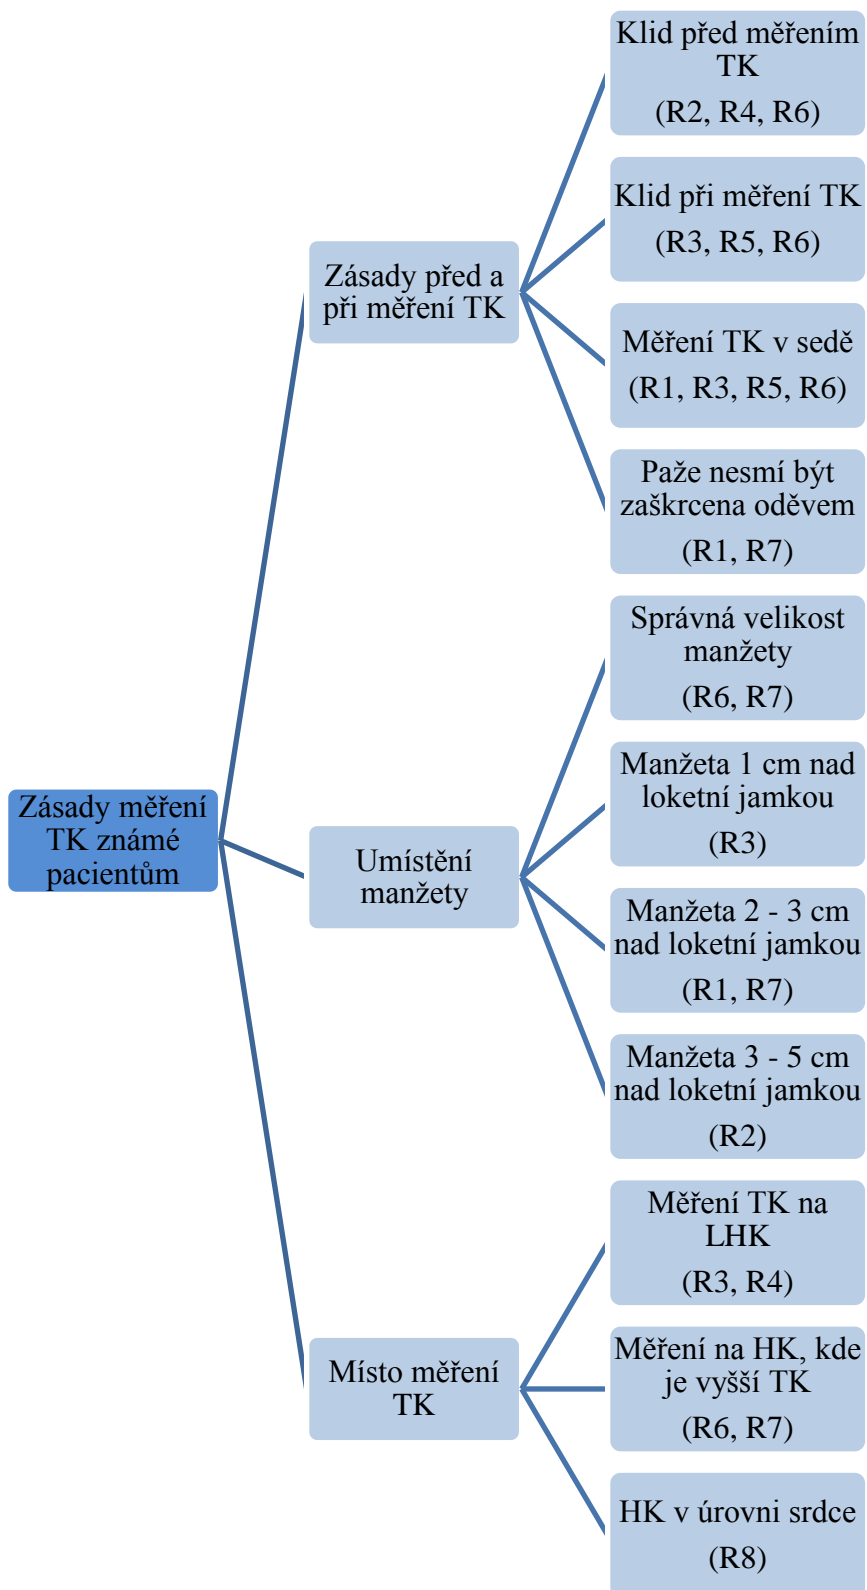 Klid před měřením
TK
(R2, R4, R6)
Klid při měření TK
(R3, R5, R6)
Zásady před a
při měření TK
Měření TK v sedě
(R1, R3, R5, R6)
Paže nesmí být
zaškrcena oděvem
(R1, R7)
Správná velikost
manžety
(R6, R7)
Manžeta 1 cm nad
loketní jamkou
(R3)
Zásady měření
TK známé
pacientům
Umístění
manžety
Manžeta 2 - 3 cm
nad loketní jamkou
(R1, R7)
Manžeta 3 - 5 cm
nad loketní jamkou
(R2)
Měření TK na
LHK
(R3, R4)
Místo měření
TK
Měření na HK, kde
je vyšší TK
(R6, R7)
HK v úrovni srdce
(R8)